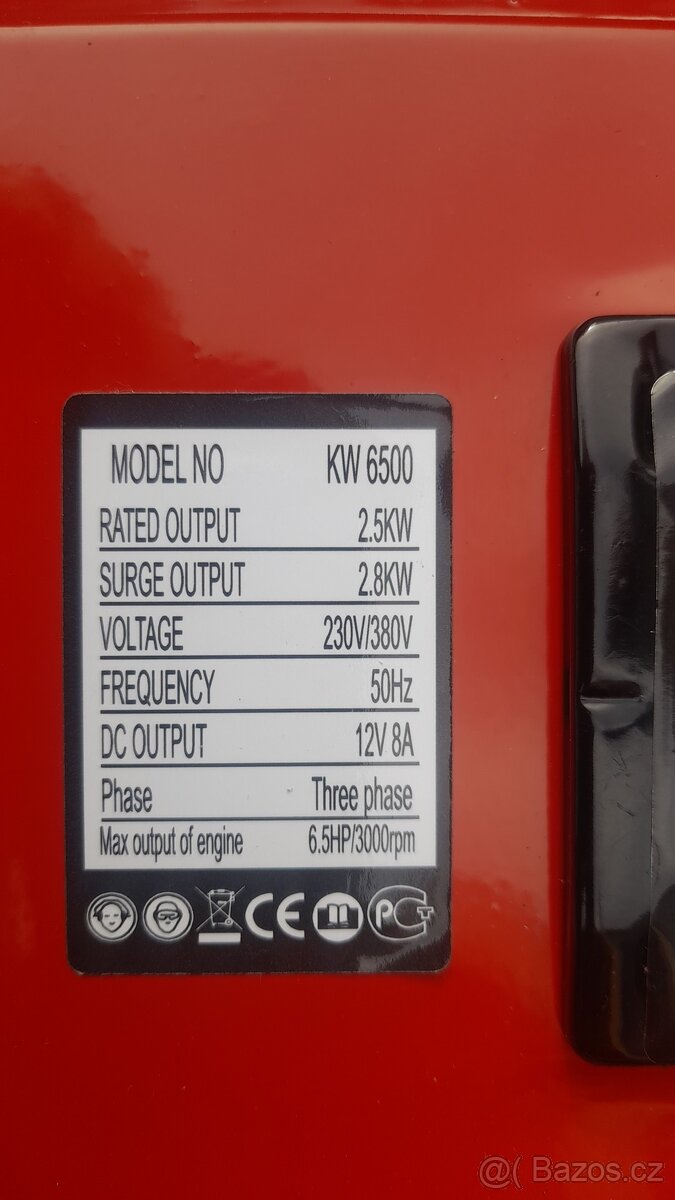 MODEL NO KW 6500
RATED OUTPUT 2.5KW
SURGE OUTPUT 2.8KW
VOLTAGE 230V/380V
FREQUENCY 50Hz
DC OUTPUT 12V 8A
Phase Three phase
Max output of engine 6.5HP/3000rpm
CE PCT
@( Bazos.cz